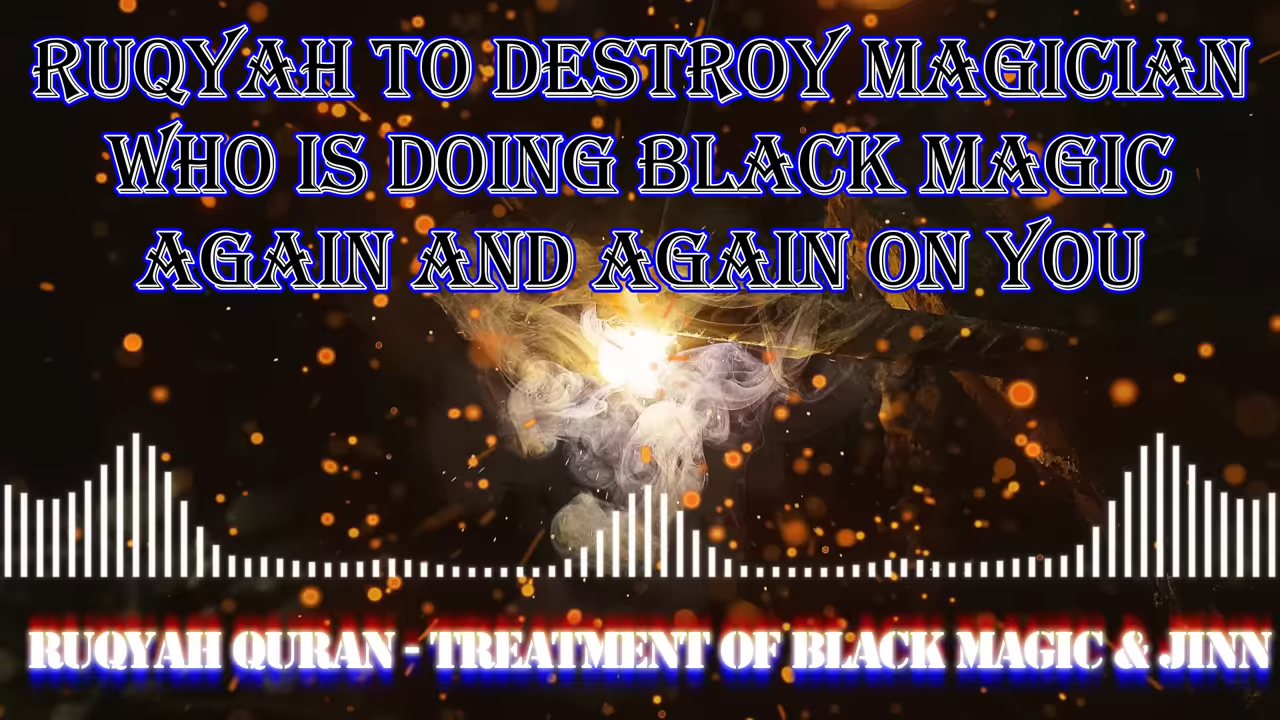 RUQYAH TO DESTROY MAGICIAN
WHO IS DOING BLACK MAGIC
AGAIN AND AGAIN ON YOU
RUQYAH QURAN - TREATMENT OF BLACK MAGIC & JINN